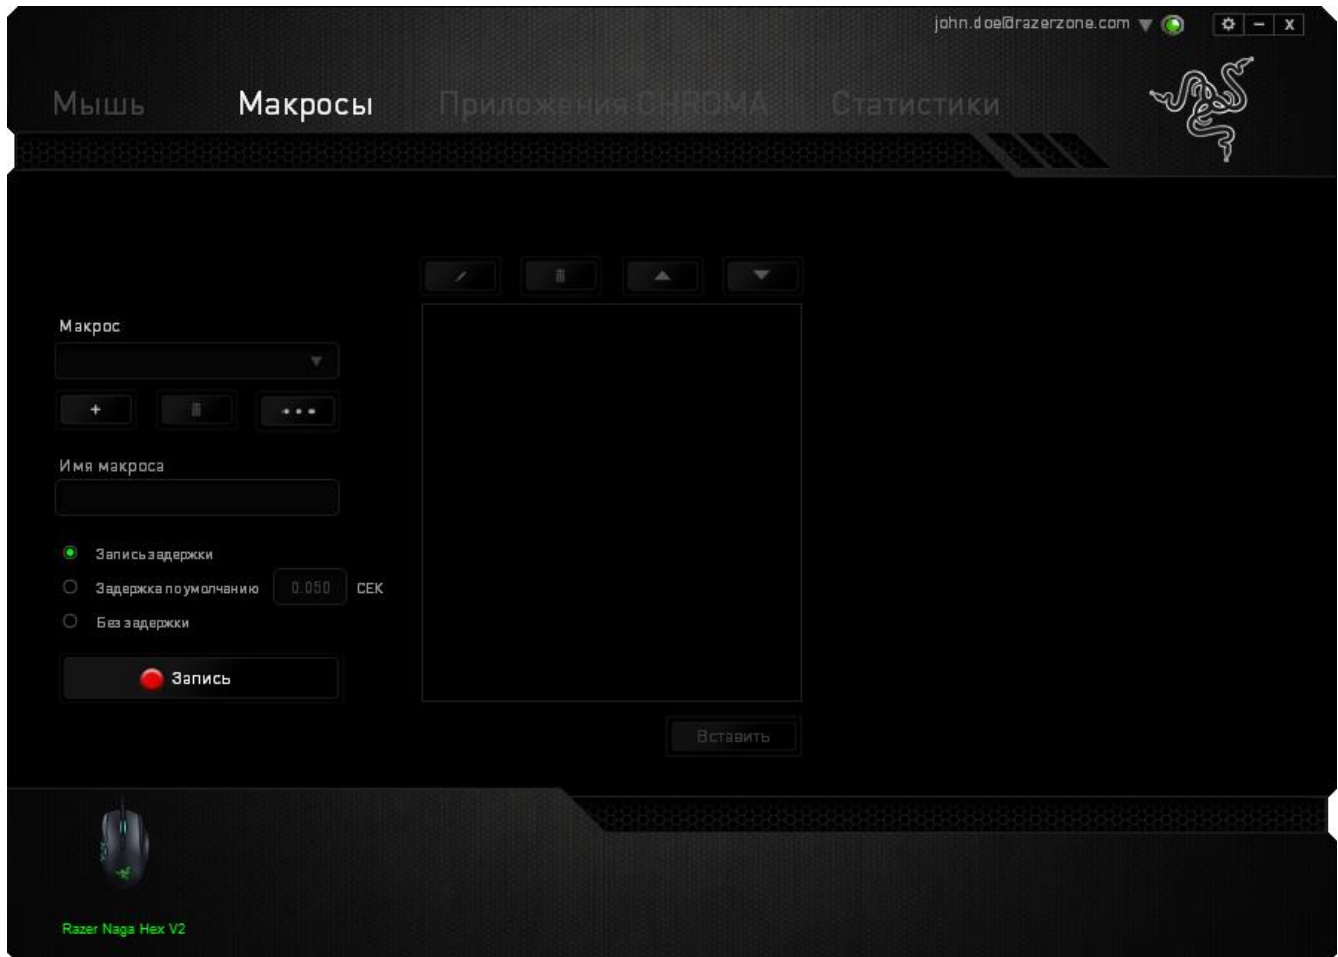 john.doe@razerzone.com
Мышь Макросы Приложения CHROMA Статистики
Макрос
Имя макроса
Запись задержки
Задержка по умолчанию 0.050 СЕК
Без задержки
Запись
Вставить
Razer Naga Hex V2